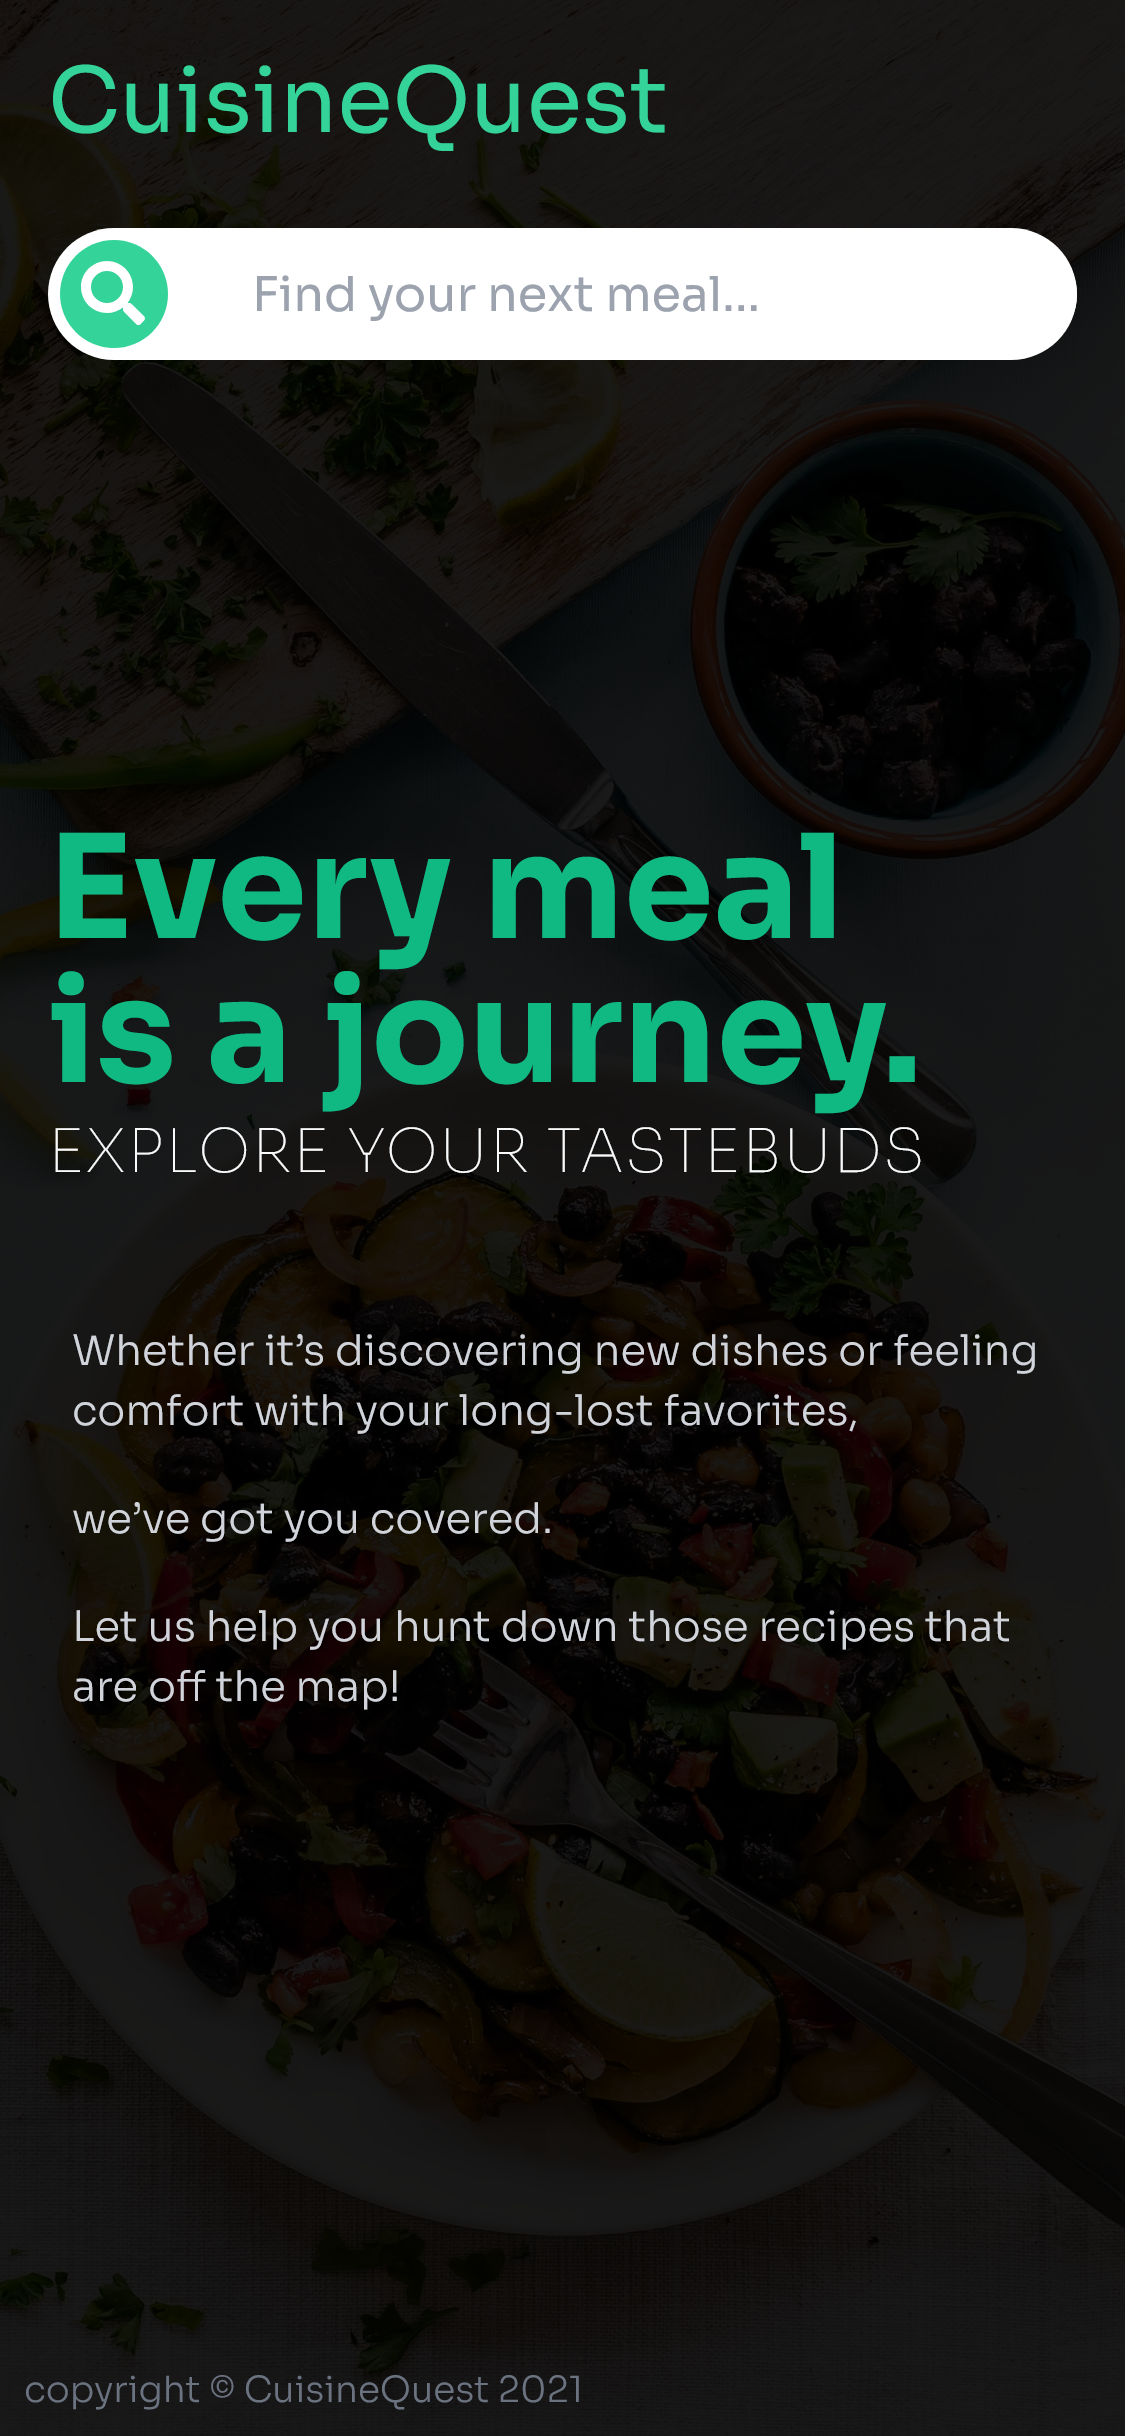 CuisineQuest
Find your next meal...
Every meal
is a journey.
EXPLORE YOUR TASTEBUDS
Whether it’s discovering new dishes or feeling
comfort with your long-lost favorites,
we’ve got you covered.
Let us help you hunt down those recipes that
are off the map!
copyright © CuisineQuest 2021